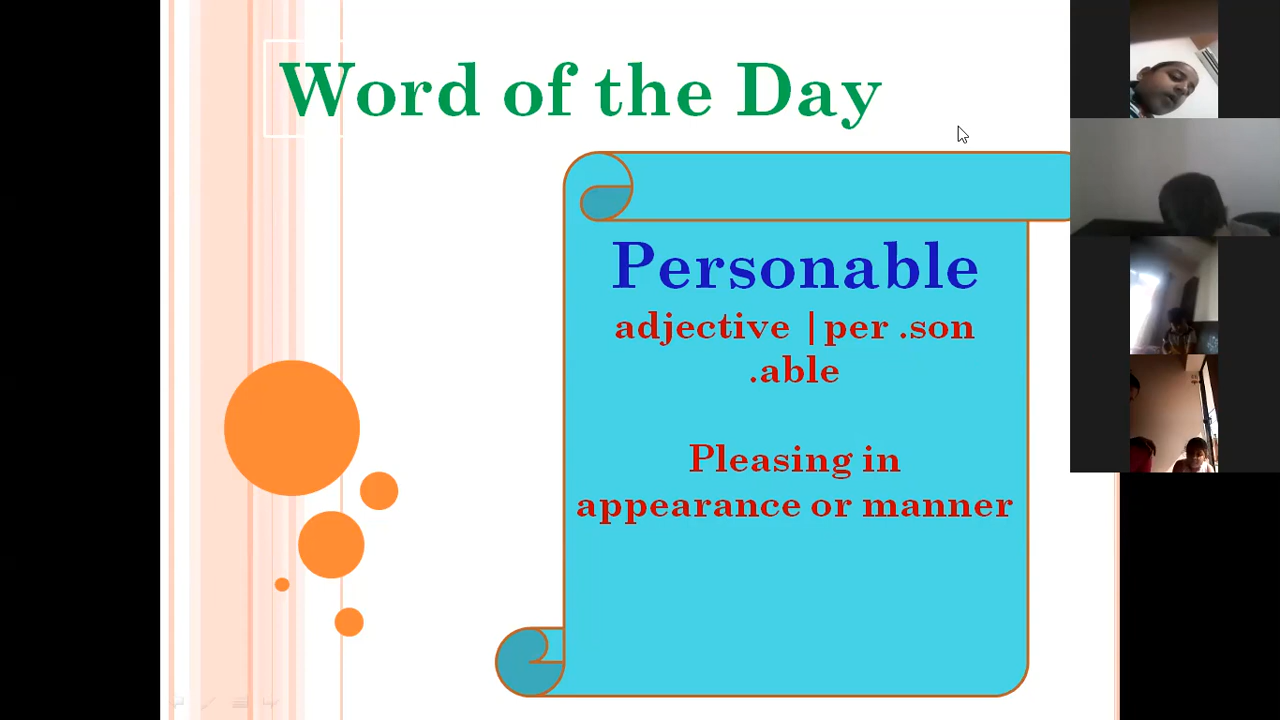 Word of the Day
Personable
adjective |per .son
.able
Pleasing in
appearance or manner